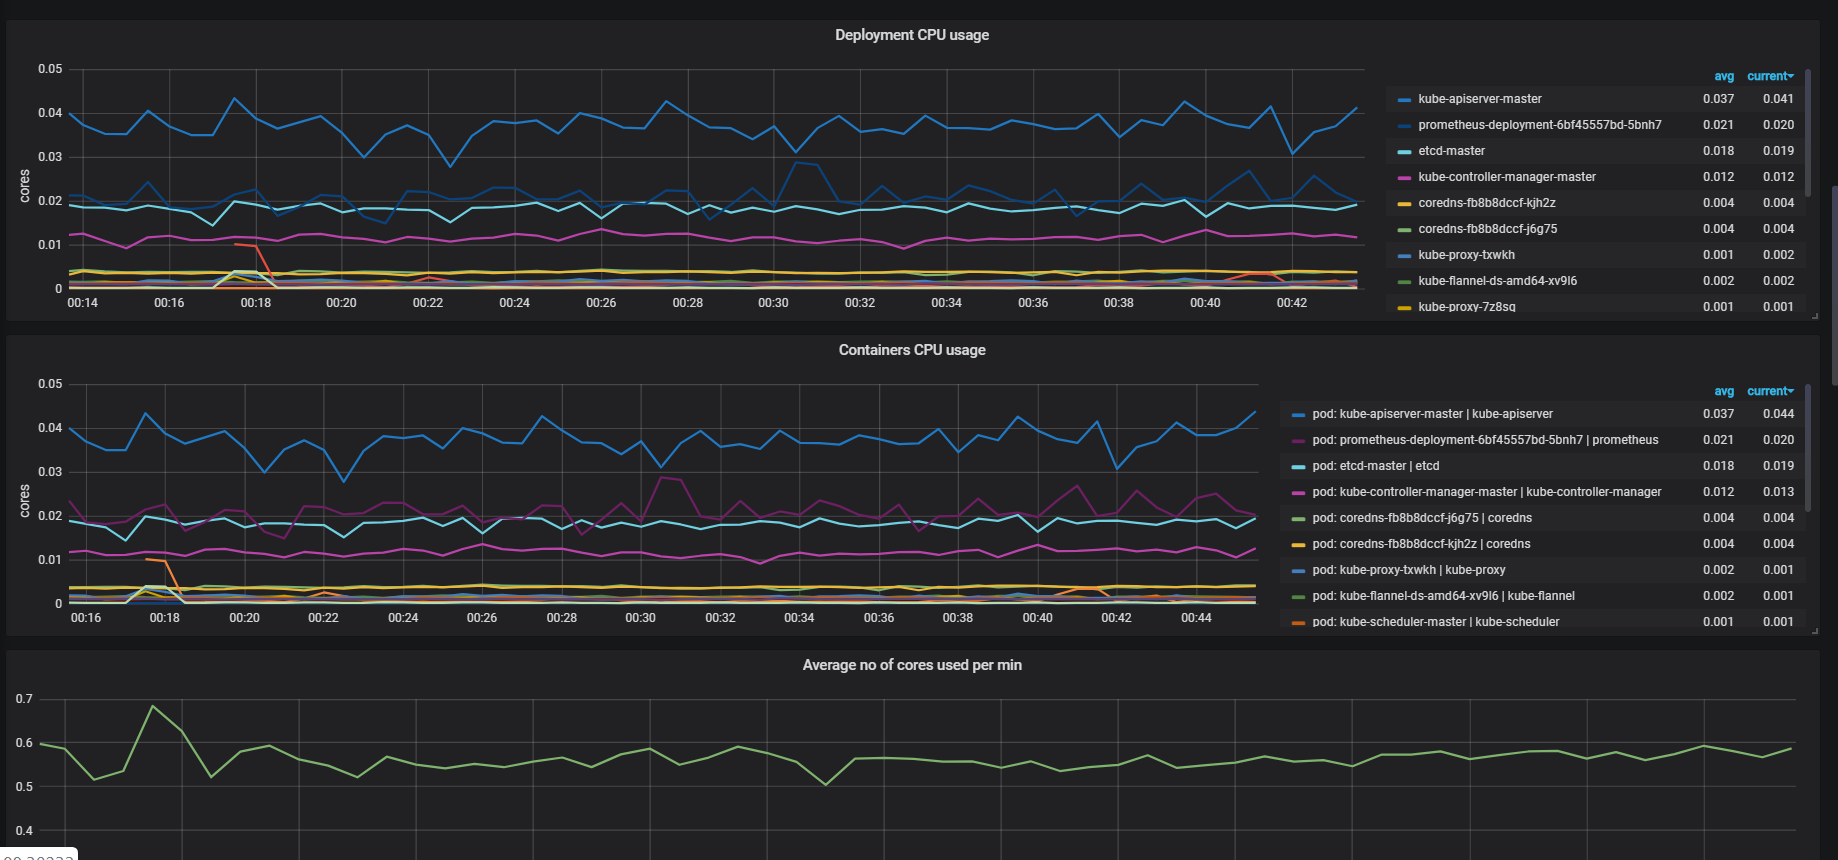 Deployment CPU usage
0.05
0.04
0.03
0.02
0.01
0
cores
00:14 00:16 00:18 00:20 00:22 00:24 00:26 00:28 00:30 00:32 00:34 00:36 00:38 00:40 00:42
avg current
kube-apiserver-master 0.037 0.041
prometheus-deployment-6bf45557bd-5bnh7 0.021 0.020
etcd-master 0.018 0.019
kube-controller-manager-master 0.012 0.012
coredns-fb8b8dccf-kjh2z 0.004 0.004
coredns-fb8b8dccf-j6g75 0.004 0.004
kube-proxy-txwkh 0.001 0.002
kube-flannel-ds-amd64-xv9l6 0.002 0.002
kube-proxy-7z8sq 0.001 0.001
Containers CPU usage
0.05
0.04
0.03
0.02
0.01
0
cores
00:16 00:18 00:20 00:22 00:24 00:26 00:28 00:30 00:32 00:34 00:36 00:38 00:40 00:42 00:44
avg current
pod: kube-apiserver-master | kube-apiserver 0.037 0.044
pod: prometheus-deployment-6bf45557bd-5bnh7 | prometheus 0.021 0.020
pod: etcd-master | etcd 0.018 0.019
pod: kube-controller-manager-master | kube-controller-manager 0.012 0.013
pod: coredns-fb8b8dccf-j6g75 | coredns 0.004 0.004
pod: coredns-fb8b8dccf-kjh2z | coredns 0.004 0.004
pod: kube-proxy-txwkh | kube-proxy 0.002 0.001
pod: kube-flannel-ds-amd64-xv9l6 | kube-flannel 0.002 0.001
pod: kube-scheduler-master | kube-scheduler 0.001 0.001
Average no of cores used per min
0.7
0.6
0.5
0.4